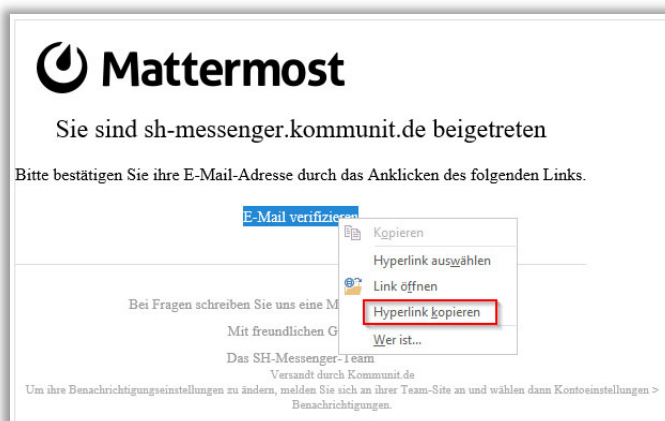 Mattermost
Sie sind sh-messenger.kommunit.de beigetreten
Bitte bestätigen Sie ihre E-Mail-Adresse durch das Anklicken des folgenden Links.
E-Mail verifizieren
Kopieren
Hyperlink auswählen
Link öffnen
Hyperlink kopieren
Wer ist...
Bei Fragen schreiben Sie uns eine M
Mit freundlichen G
Das SH-Messenger-Team
Versandt durch Kommunit.de
Um ihre Benachrichtigungseinstellungen zu ändern, melden Sie sich an ihrer Team-Site an und wählen dann Kontoeinstellungen >
Benachrichtigungen.